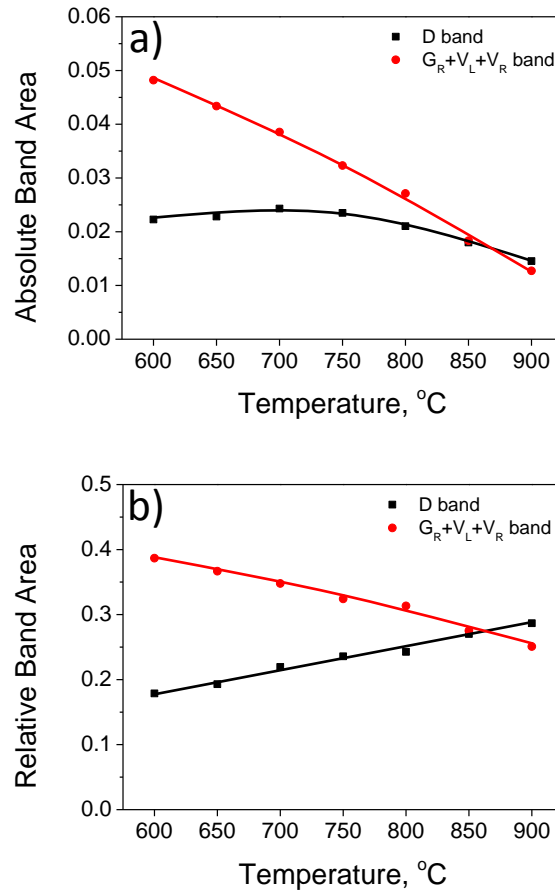 a)
D band
G_R+V_L+V_R band
Absolute Band Area
0.06
0.05
0.04
0.03
0.02
0.01
0.00
600 650 700 750 800 850 900
Temperature, °C
b)
D band
G_R+V_L+V_R band
Relative Band Area
0.5
0.4
0.3
0.2
0.1
0.0
600 650 700 750 800 850 900
Temperature, °C